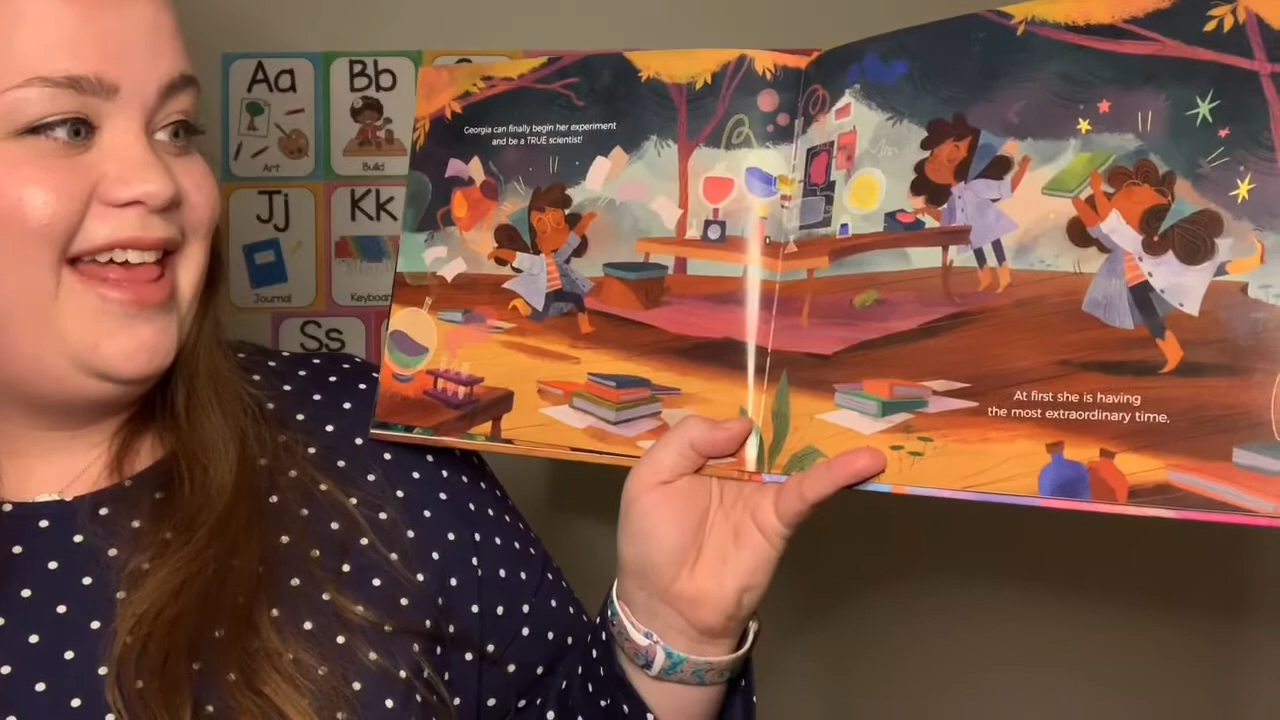 Aa
Bb
Art
Build
Jj
Kk
Journal
Keyboar
Ss
Georgia can finally begin her experiment
and be a TRUE scientist!
At first she is having
the most extraordinary time,